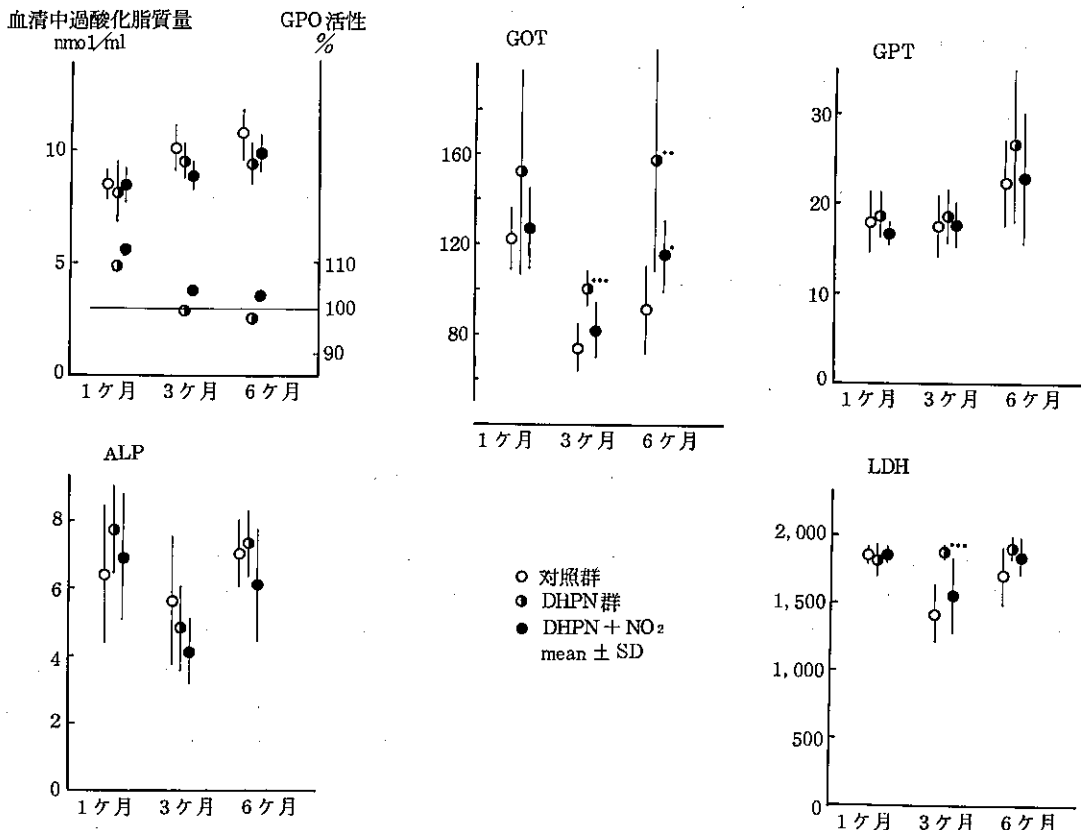 血清中過酸化脂質量
nmol/ml
GPO活性
%
10
5
0
110
100
90
1ケ月 3ケ月 6ケ月
GOT
160
120
80
1ケ月 3ケ月 6ケ月
GPT
30
20
10
0
1ケ月 3ケ月 6ケ月
ALP
8
6
4
2
0
1ケ月 3ケ月 6ケ月
対照群
DHPN群
DHPN+NO₂
mean ± SD
LDH
2,000
1,500
1,000
500
0
1ケ月 3ケ月 6ケ月